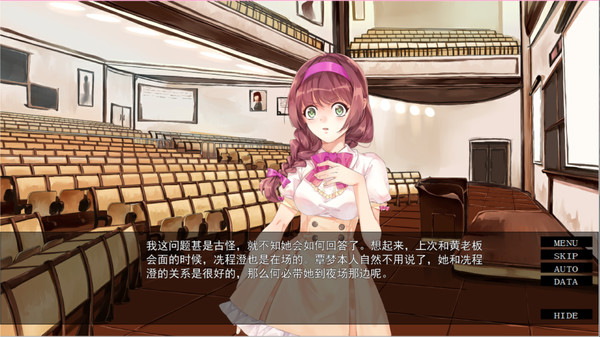 我这问题甚是古怪，就不知她会如何回答了。想起来，上次和黄老板
会面的时候，冼程澄也是在场的 覃梦本人自然不用说了，她和冼程
澄的关系是很好的，那么何必带她到夜场那边呢。
MENU
SKIP
AUTO
DATA
HIDE